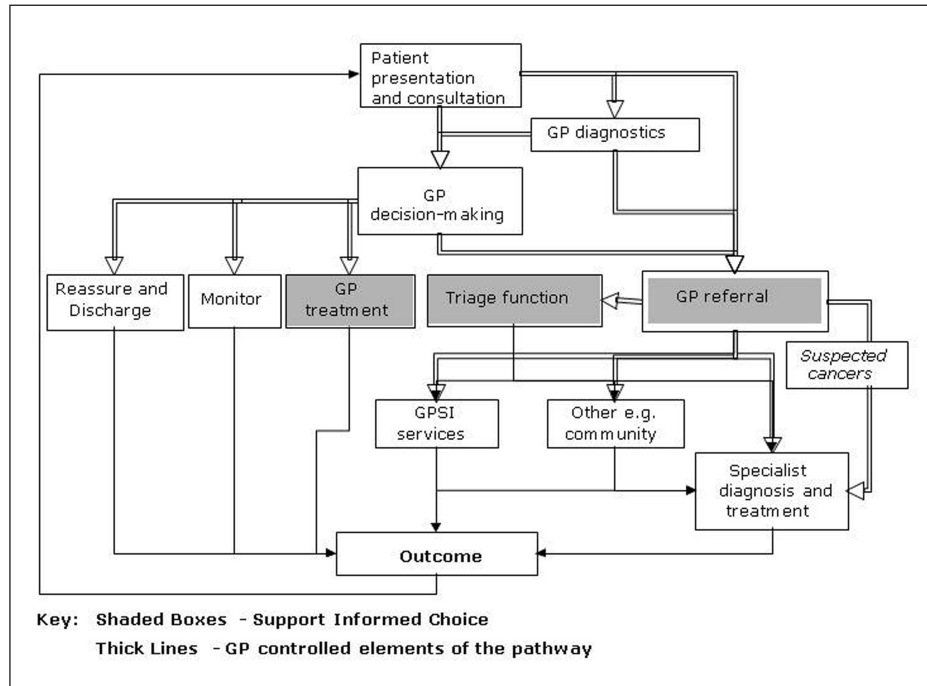 Patient
presentation
and consultation
GP diagnostics
GP
decision-making
Reassure and
Discharge
Monitor
GP
treatment
Triage function
GP referral
Suspected
cancers
GPSI
services
Other e.g.
community
Specialist
diagnosis and
treatment
Outcome
Key: Shaded Boxes - Support Informed Choice
Thick Lines - GP controlled elements of the pathway